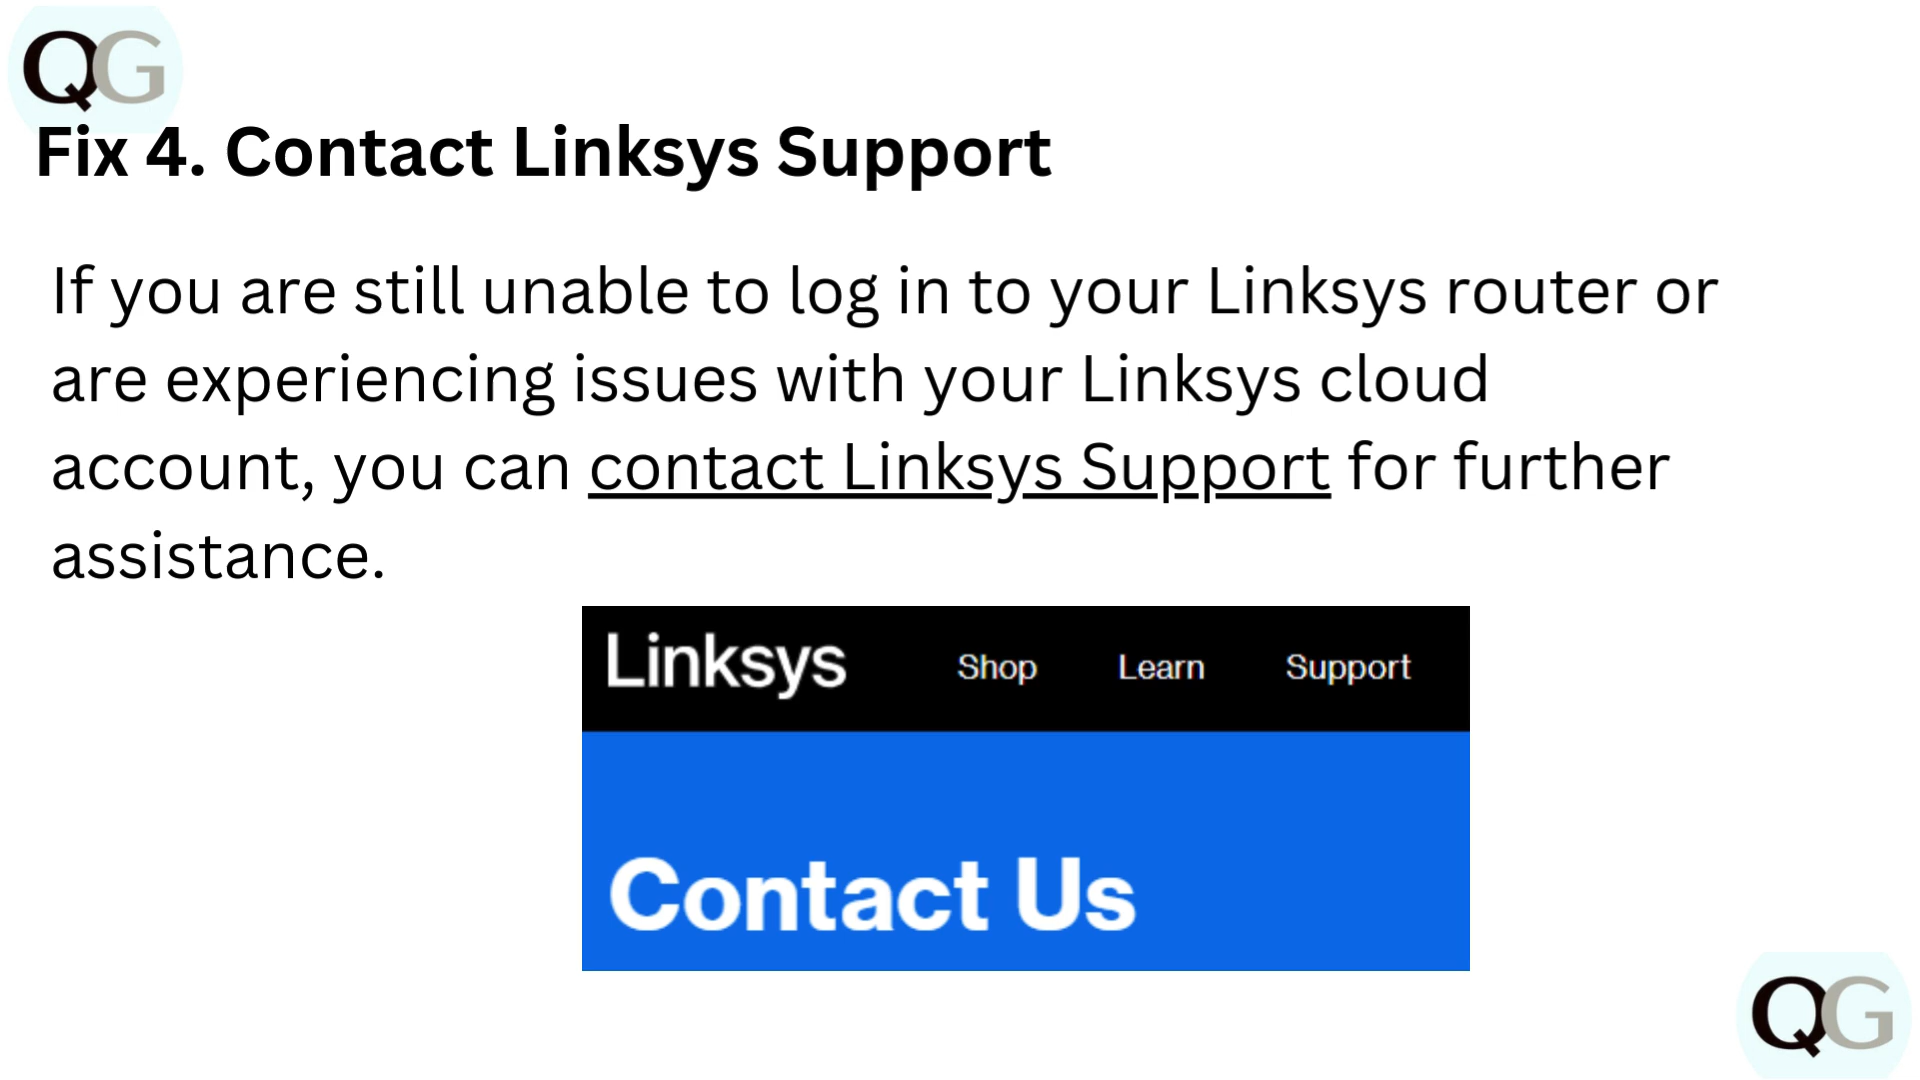 QG
Fix 4. Contact Linksys Support
If you are still unable to log in to your Linksys router or
are experiencing issues with your Linksys cloud
account, you can contact Linksys Support for further
assistance.
Linksys Shop Learn Support
Contact Us
QG